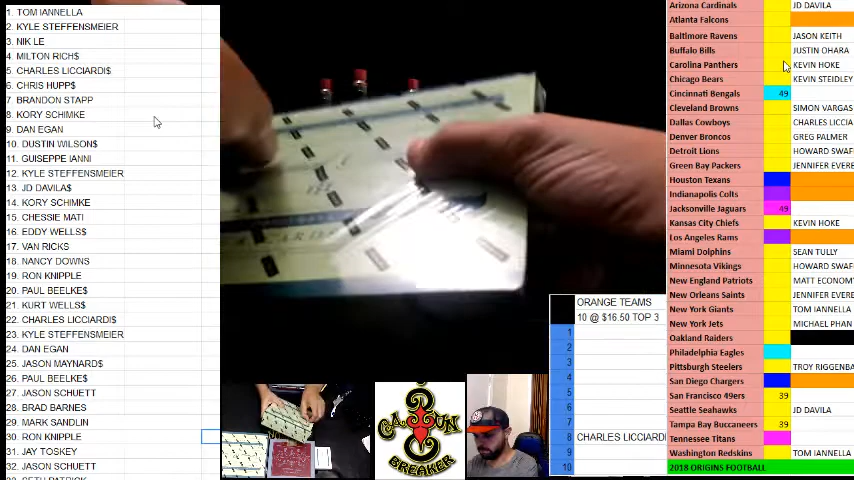 1. TOM IANNELLA
2. KYLE STEFFENSMEIER
3. NIK LE
4. MILTON RICH$
5. CHARLES LICCIARDI$
6. CHRIS HUPP$
7. BRANDON STAPP
8. KORY SCHIMKE
9. DAN EGAN
10. DUSTIN WILSON$
11. GUISEPPE IANNI
12. KYLE STEFFENSMEIER
13. JD DAVILA$
14. KORY SCHIMKE
15. CHESSIE MATI
16. EDDY WELLS$
17. VAN RICKS
18. NANCY DOWNS
19. RON KNIPPLE
20. PAUL BEELKE$
21. KURT WELLS$
22. CHARLES LICCIARDI$
23. KYLE STEFFENSMEIER
24. DAN EGAN
25. JASON MAYNARD$
26. PAUL BEELKE$
27. JASON SCHUETT
28. BRAD BARNES
29. MARK SANDLIN
30. RON KNIPPLE
31. JAY TOSKEY
32. JASON SCHUETT
CAJUN
BREAKER
ORANGE TEAMS
10 @ $16.50 TOP 3
1
2
3
4
5
6
7
8 CHARLES LICCIARDI
9
10
Arizona Cardinals JD DAVILA
Atlanta Falcons
Baltimore Ravens JASON KEITH
Buffalo Bills JUSTIN OHARA
Carolina Panthers KEVIN HOKE
Chicago Bears KEVIN STEIDLEY
Cincinnati Bengals 49
Cleveland Browns SIMON VARGAS
Dallas Cowboys CHARLES LICCIA
Denver Broncos GREG PALMER
Detroit Lions HOWARD SWAF
Green Bay Packers JENNIFER EVERE
Houston Texans
Indianapolis Colts
Jacksonville Jaguars 49
Kansas City Chiefs KEVIN HOKE
Los Angeles Rams
Miami Dolphins SEAN TULLY
Minnesota Vikings HOWARD SWAF
New England Patriots MATT ECONOM
New Orleans Saints JENNIFER EVERE
New York Giants TOM IANNELLA
New York Jets MICHAEL PHAN
Oakland Raiders
Philadelphia Eagles
Pittsburgh Steelers TROY RIGGENBA
San Diego Chargers
San Francisco 49ers 39
Seattle Seahawks JD DAVILA
Tampa Bay Buccaneers 39
Tennessee Titans
Washington Redskins TOM IANNELLA
2018 ORIGINS FOOTBALL